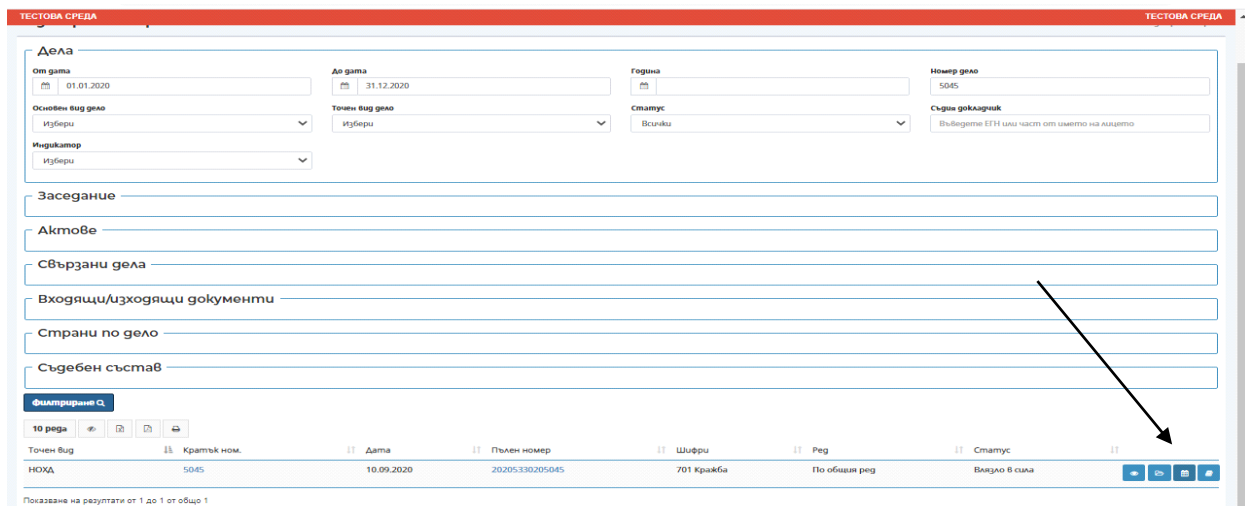 ТЕСТОВА СРЕДА ТЕСТОВА СРЕДА
Дела
От дата До дата Година Номер дело
01.01.2020 31.12.2020 5045
Основен вид дело Точен вид дело Статус Съдия докладчик
Избери Избери Всички Въведете ЕГН или част от името на лицето
Индикатор
Избери
Заседание
Актове
Свързани дела
Входящи/изходящи документи
Страни по дело
Съдебен състав
Филтриране
10 реда
Точен вид Кратък ном. Дата Пълен номер Шифри Ред Статус
НОХД 5045 10.09.2020 20205330205045 701 Кражба По общия ред Влязло в сила
Показване на резултати от 1 до 1 от общо 1